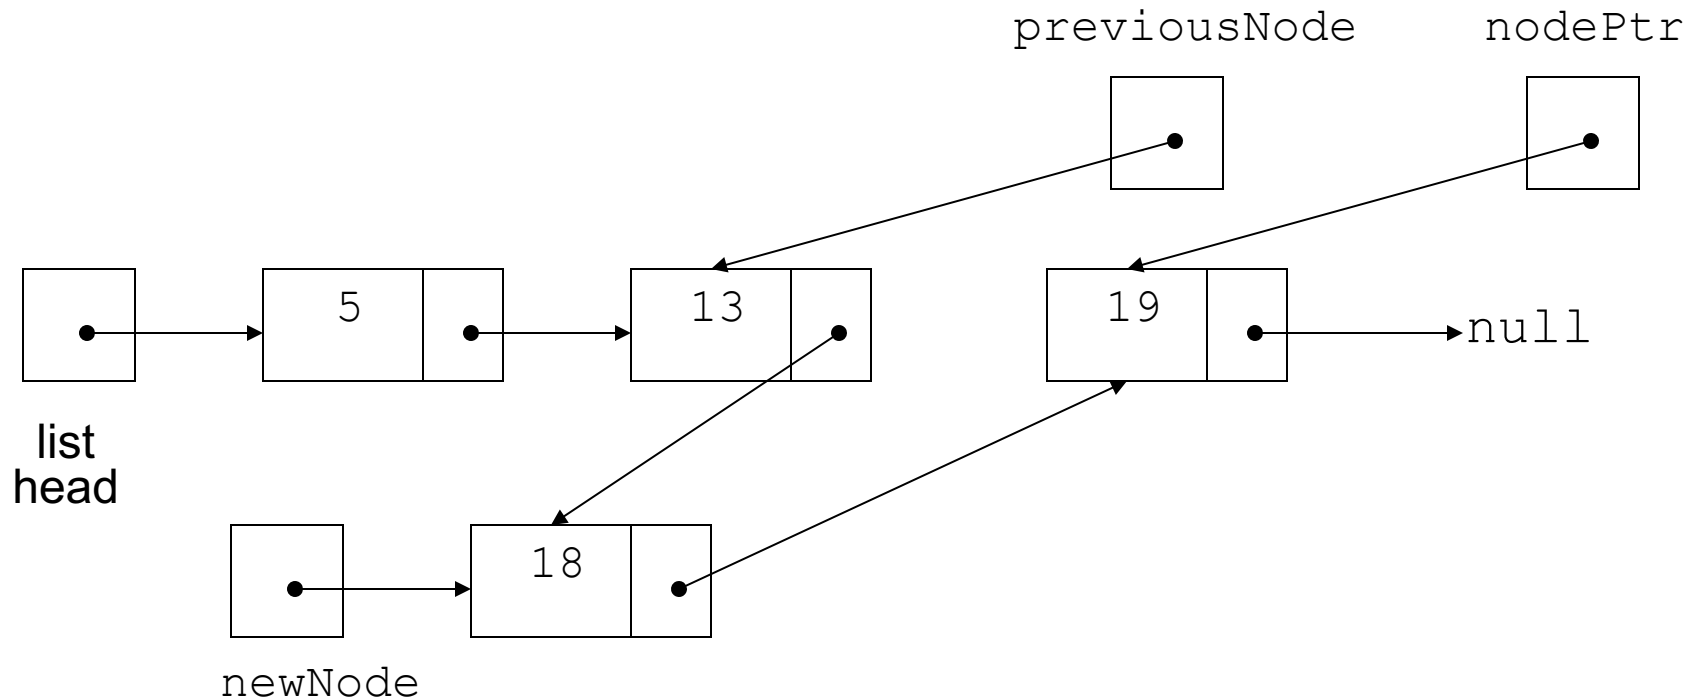 previousNode
nodePtr
5
13
19
null
list
head
18
newNode